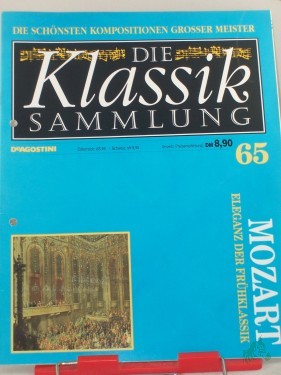 DIE SCHÖNSTEN KOMPOSITIONEN GROSSER MEISTER
DIE
Klassik
SAMMLUNG
DEAGOSTINI
DM 8,90
65
MOZART
ELEGANZ DER FRÜHKLASSIK